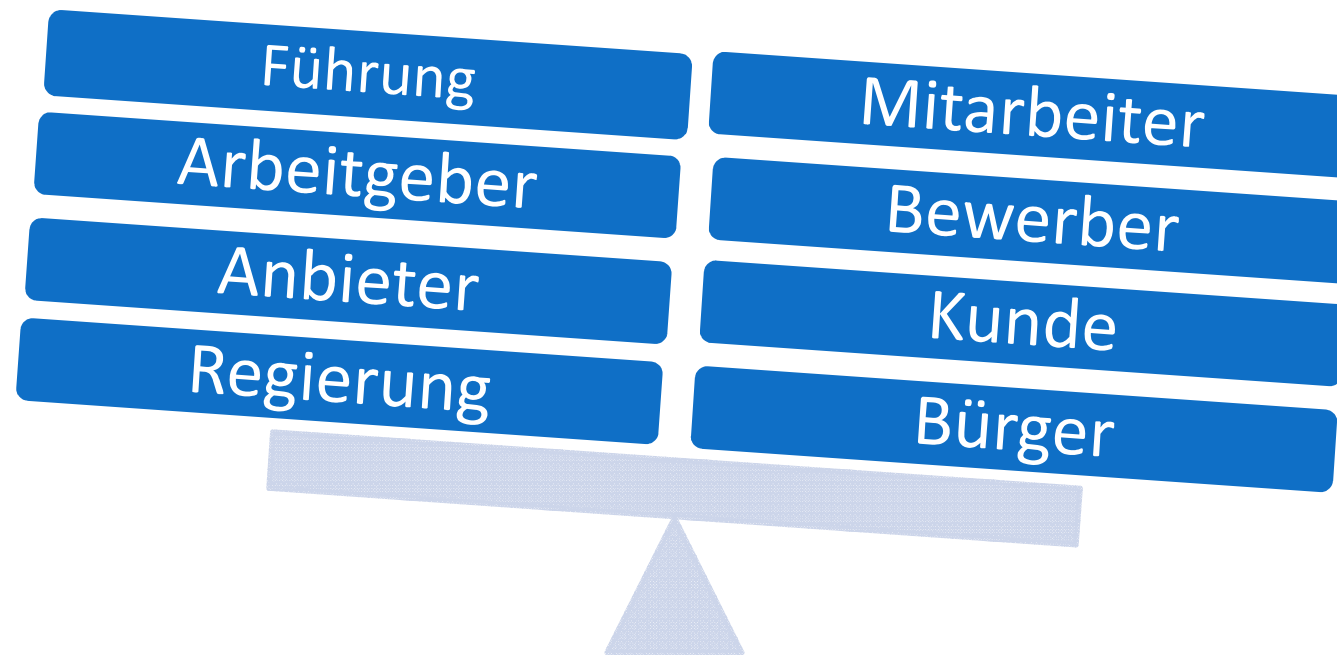 Führung
Arbeitgeber
Anbieter
Regierung
Mitarbeiter
Bewerber
Kunde
Bürger